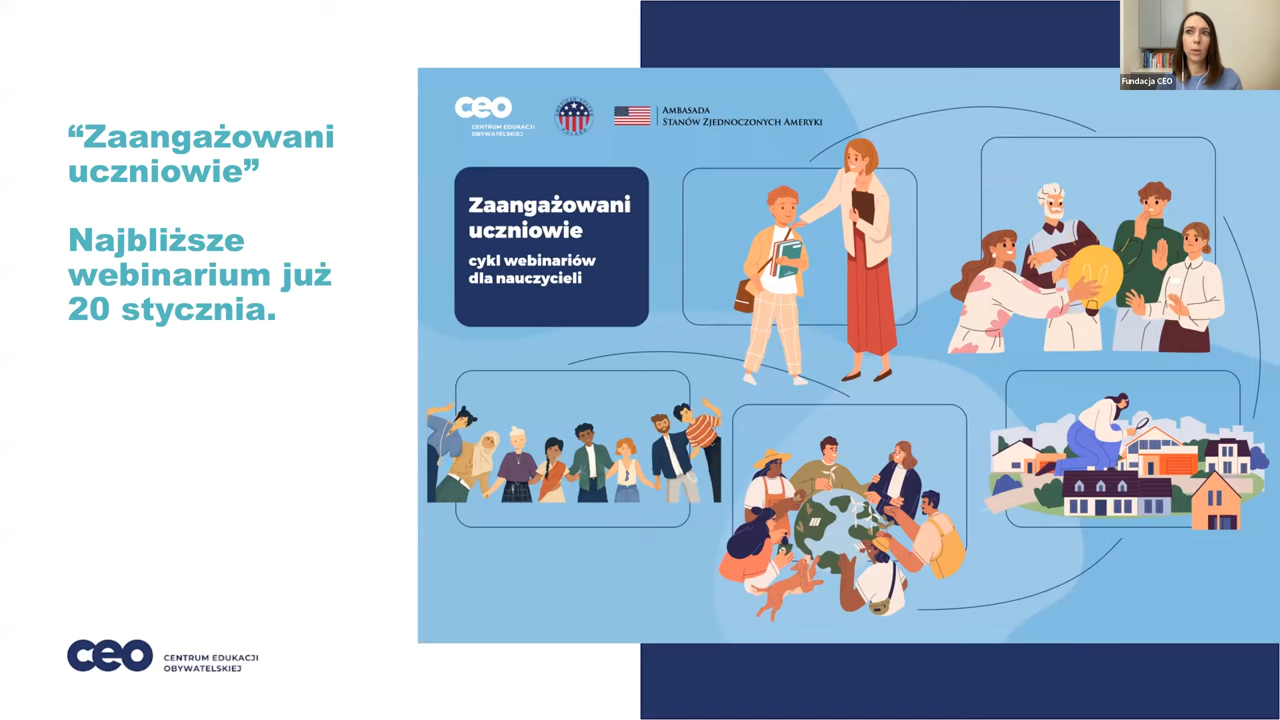 “Zaangażowani
uczniowie”
Najbliższe
webinarium już
20 stycznia.
ceo
CENTRUM EDUKACJI
OBYWATELSKIEJ
AMBASADA
STANÓW ZJEDNOCZONYCH AMERYKI
Zaangażowani
uczniowie
cykl webinariów
dla nauczycieli
Fundacja CEO
ceo
CENTRUM EDUKACJI
OBYWATELSKIEJ